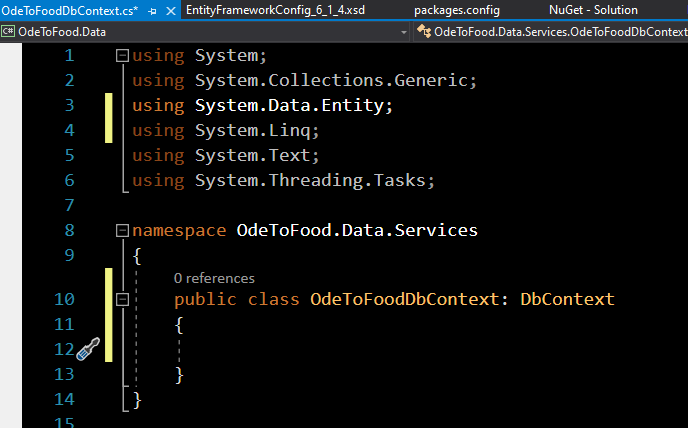 OdeToFoodDbContext.cs* EntityFrameworkConfig_6_1_4.xsd packages.config NuGet - Solution
C# OdeToFood.Data OdeToFood.Data.Services.OdeToFoodDbContext
1 using System;
2 using System.Collections.Generic;
3 using System.Data.Entity;
4 using System.Linq;
5 using System.Text;
6 using System.Threading.Tasks;
7
8 namespace OdeToFood.Data.Services
9 {
0 references
10 public class OdeToFoodDbContext: DbContext
11 {
12
13 }
14 }
15